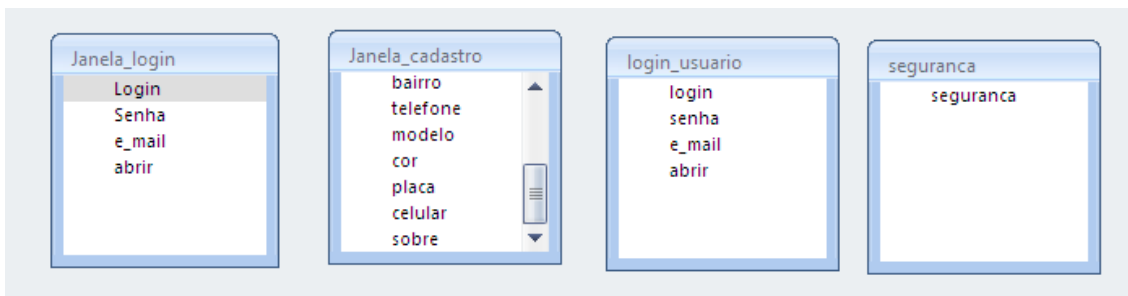 Janela_login
Login
Senha
e_mail
abrir
Janela_cadastro
bairro
telefone
modelo
cor
placa
celular
sobre
login_usuario
login
senha
e_mail
abrir
seguranca
seguranca